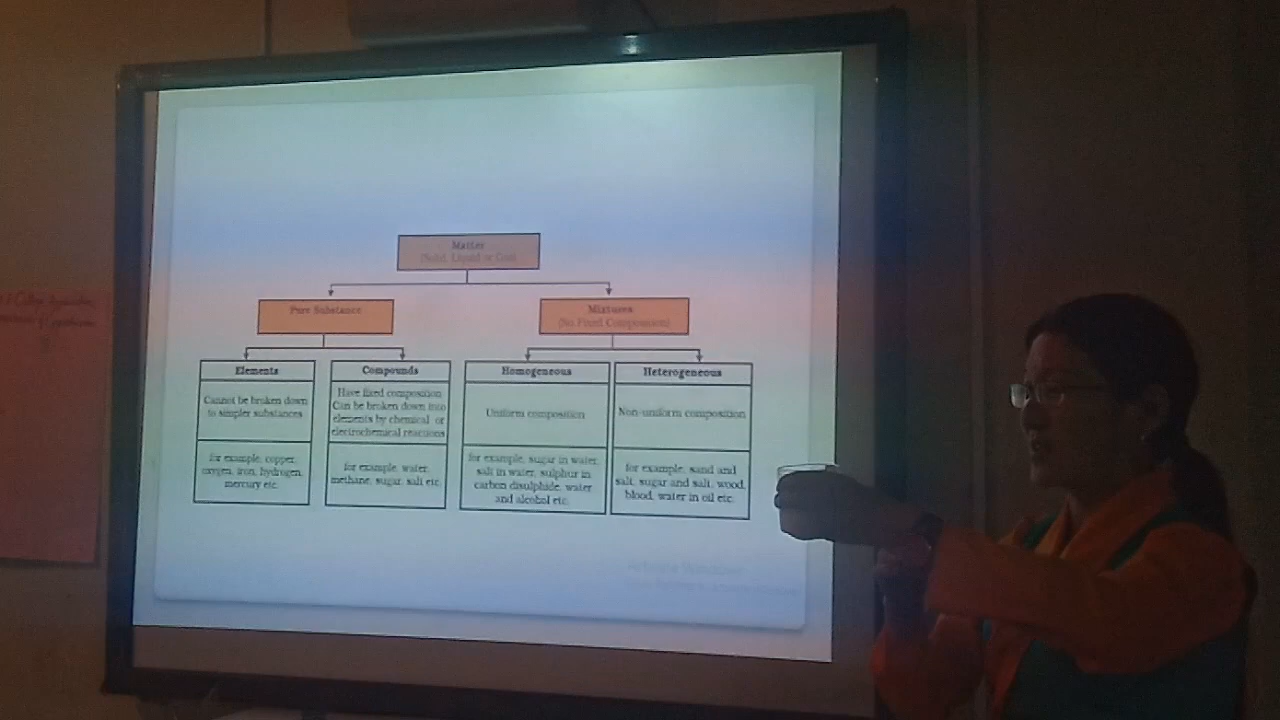 Matter
(Solid, Liquid or Gas)
Pure Substance
Mixtures
(No Fixed Composition)
Elements
Cannot be broken down
to simpler substances
for example, copper,
oxygen, iron, hydrogen,
mercury etc.
Compounds
Have fixed composition
Can be broken down into
elements by chemical or
electrochemical reactions
for example, water,
methane, sugar, salt etc.
Homogeneous
Uniform composition
for example, sugar in water,
salt in water, sulphur in
carbon disulphide, water
and alcohol etc.
Heterogeneous
Non-uniform composition
for example, sand and
salt, sugar and salt, wood,
blood, water in oil etc.